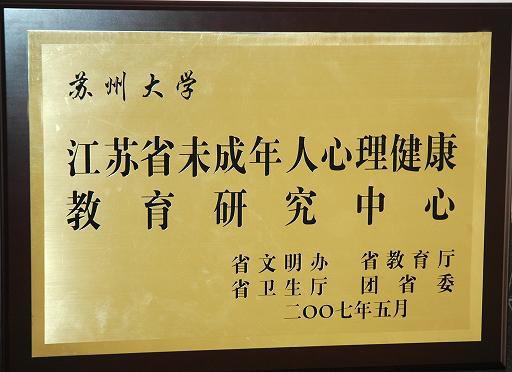 苏州大学
江苏省未成年人心理健康
教育研究中心
省文明办 省教育厅
省卫生厅 团省委
二〇〇七年五月